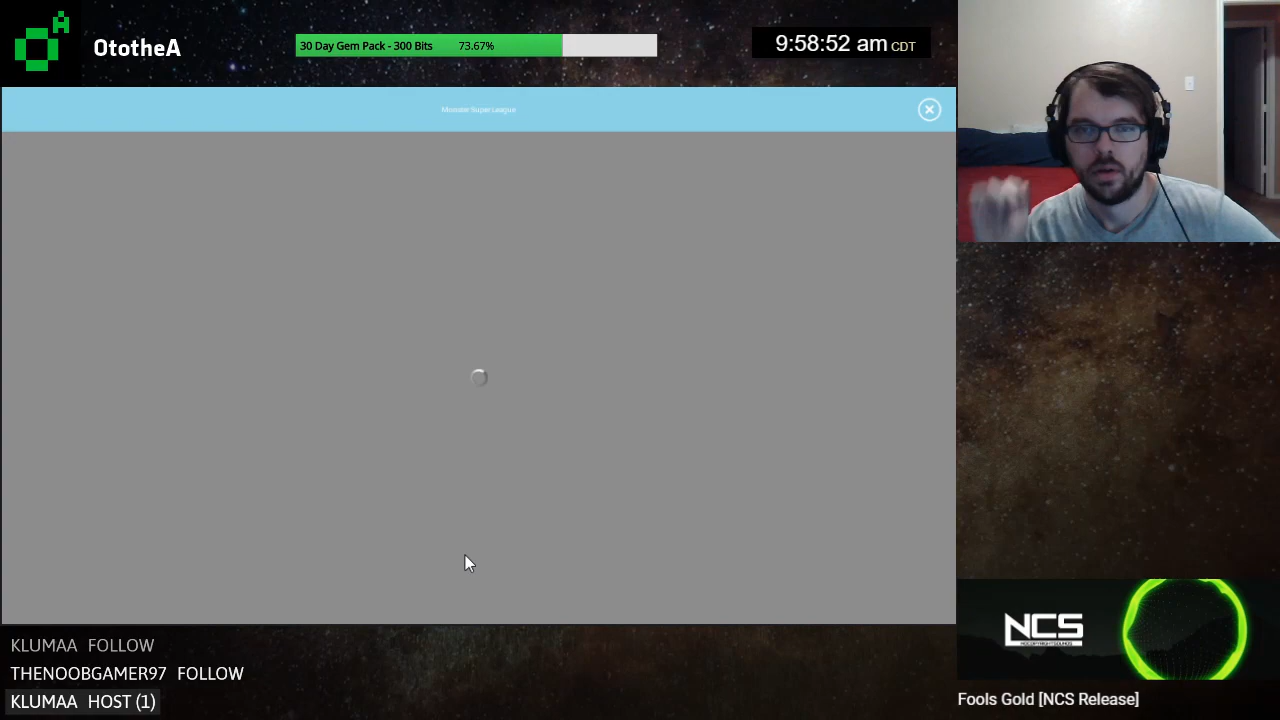 OtotheA
30 Day Gem Pack - 300 Bits 73.67%
9:58:52 am CDT
Monster Super League
KLUMAA FOLLOW
THENOOBGAMER97 FOLLOW
KLUMAA HOST (1)
NCS
NOCOPYRIGHTSOUNDS
Fools Gold [NCS Release]